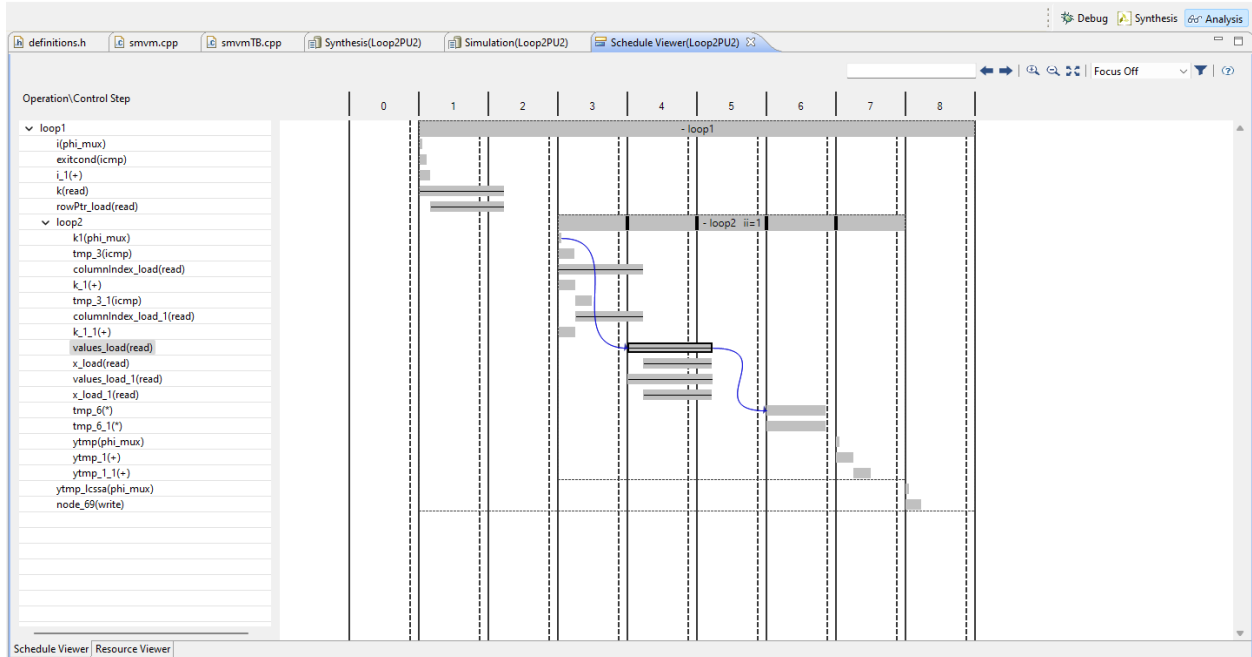 Debug Synthesis Analysis
definitions.h smvm.cpp smvmTB.cpp Synthesis(Loop2PU2) Simulation(Loop2PU2) Schedule Viewer(Loop2PU2)
Focus Off
Operation\Control Step 0 1 2 3 4 5 6 7 8
loop1 - loop1
i(phi_mux)
exitcond(icmp)
i_1(+)
k(read)
rowPtr_load(read)
loop2 - loop2 ii=1
k1(phi_mux)
tmp_3(icmp)
columnIndex_load(read)
k_1(+)
tmp_3_1(icmp)
columnIndex_load_1(read)
k_1_1(+)
values_load(read)
x_load(read)
values_load_1(read)
x_load_1(read)
tmp_6(*)
tmp_6_1(*)
ytmp(phi_mux)
ytmp_1(+)
ytmp_1_1(+)
ytmp_lcssa(phi_mux)
node_69(write)
Schedule Viewer Resource Viewer